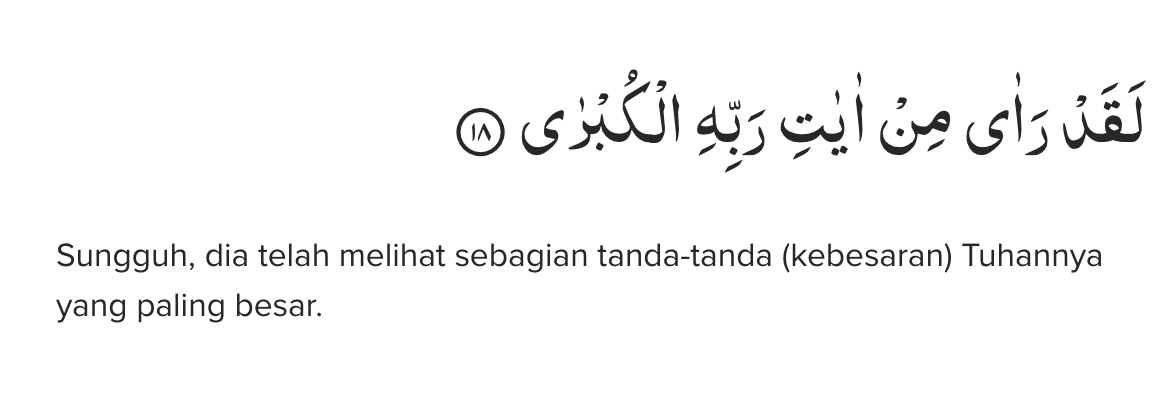 لَقَدْ رَاٰى مِنْ اٰيٰتِ رَبِّهِ الْكُبْرٰى ١٨
Sungguh, dia telah melihat sebagian tanda-tanda (kebesaran) Tuhannya
yang paling besar.